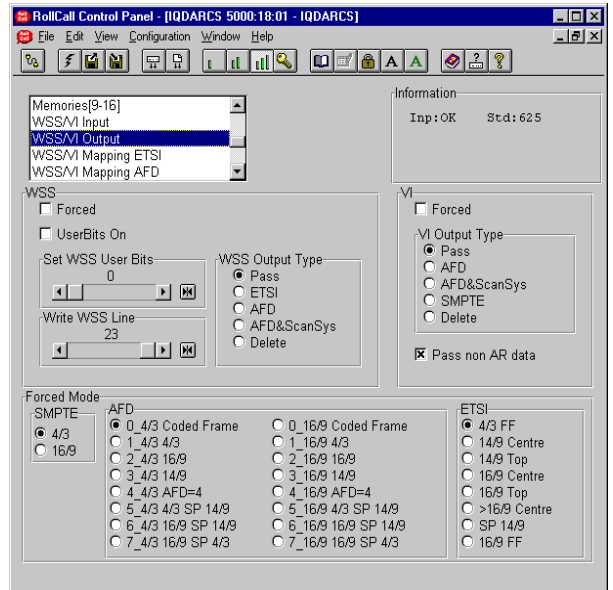 RollCall Control Panel - [IQDARCS 5000:18:01 - IQDARCS]
File Edit View Configuration Window Help
Memories[9-16]
WSS/VI Input
WSS/VI Output
WSS/VI Mapping ETSI
WSS/VI Mapping AFD
Information
Inp:OK Std:625
WSS
Forced
UserBits On
Set WSS User Bits
0
Write WSS Line
23
WSS Output Type
Pass
ETSI
AFD
AFD&ScanSys
Delete
VI
Forced
VI Output Type
Pass
AFD
AFD&ScanSys
SMPTE
Delete
Pass non AR data
Forced Mode
SMPTE
4/3
16/9
AFD
0_4/3 Coded Frame
1_4/3 4/3
2_4/3 16/9
3_4/3 14/9
4_4/3 AFD=4
5_4/3 4/3 SP 14/9
6_4/3 16/9 SP 14/9
7_4/3 16/9 SP 4/3
0_16/9 Coded Frame
1_16/9 4/3
2_16/9 16/9
3_16/9 14/9
4_16/9 AFD=4
5_16/9 4/3 SP 14/9
6_16/9 16/9 SP 14/9
7_16/9 16/9 SP 4/3
ETSI
4/3 FF
14/9 Centre
14/9 Top
16/9 Centre
16/9 Top
>16/9 Centre
SP 14/9
16/9 FF